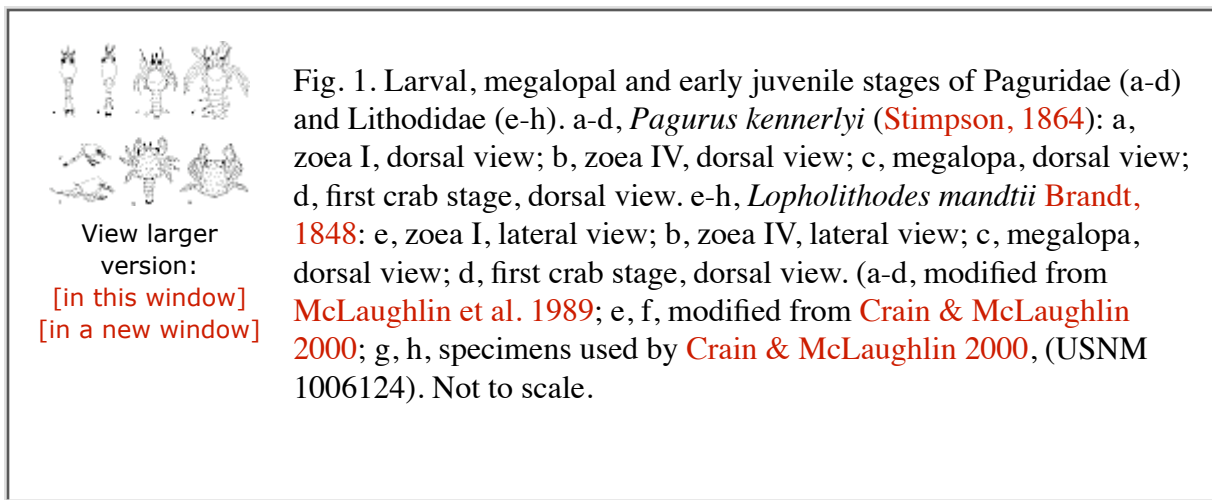 View larger
version:
[in this window]
[in a new window]
Fig. 1. Larval, megalopal and early juvenile stages of Paguridae (a-d)
and Lithodidae (e-h). a-d, Pagurus kennerlyi (Stimpson, 1864): a,
zoea I, dorsal view; b, zoea IV, dorsal view; c, megalopa, dorsal view;
d, first crab stage, dorsal view. e-h, Lopholithodes mandtii Brandt,
1848: e, zoea I, lateral view; b, zoea IV, lateral view; c, megalopa,
dorsal view; d, first crab stage, dorsal view. (a-d, modified from
McLaughlin et al. 1989; e, f, modified from Crain & McLaughlin
2000; g, h, specimens used by Crain & McLaughlin 2000, (USNM
1006124). Not to scale.